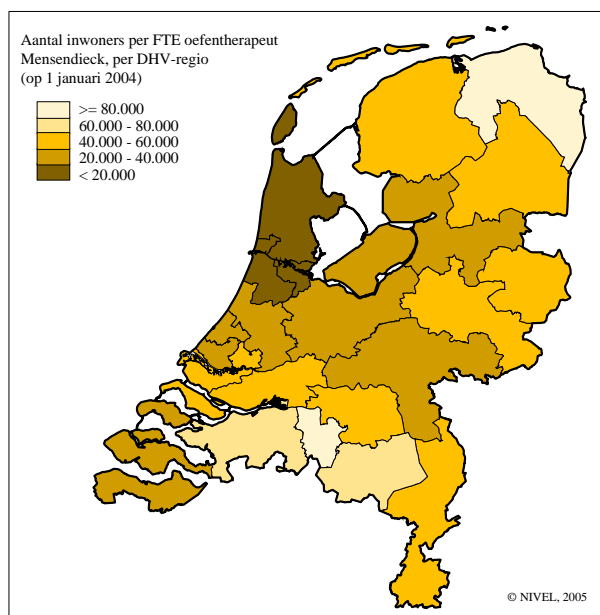 Aantal inwoners per FTE oefentherapeut
Mensendieck, per DHV-regio
(op 1 januari 2004)
>= 80.000
60.000 - 80.000
40.000 - 60.000
20.000 - 40.000
< 20.000
© NIVEL, 2005